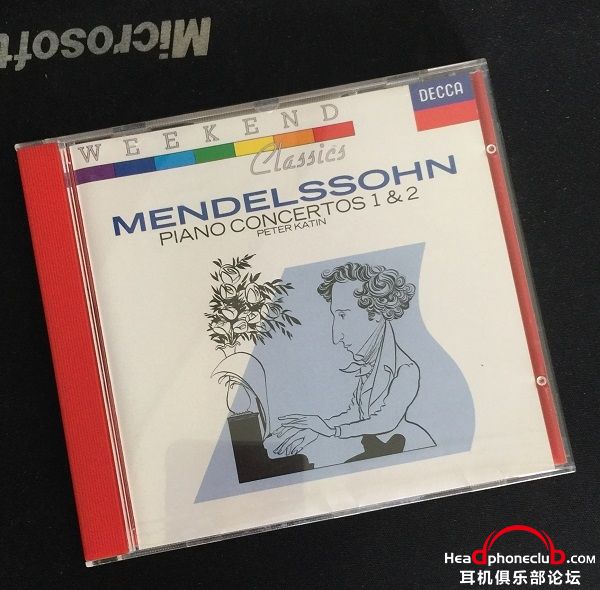 Microsoft
WEEKEND
Classics
DECCA
MENDELSSOHN
PIANO CONCERTOS 1 & 2
PETER KATIN
Headphoneclub.com
耳机俱乐部论坛